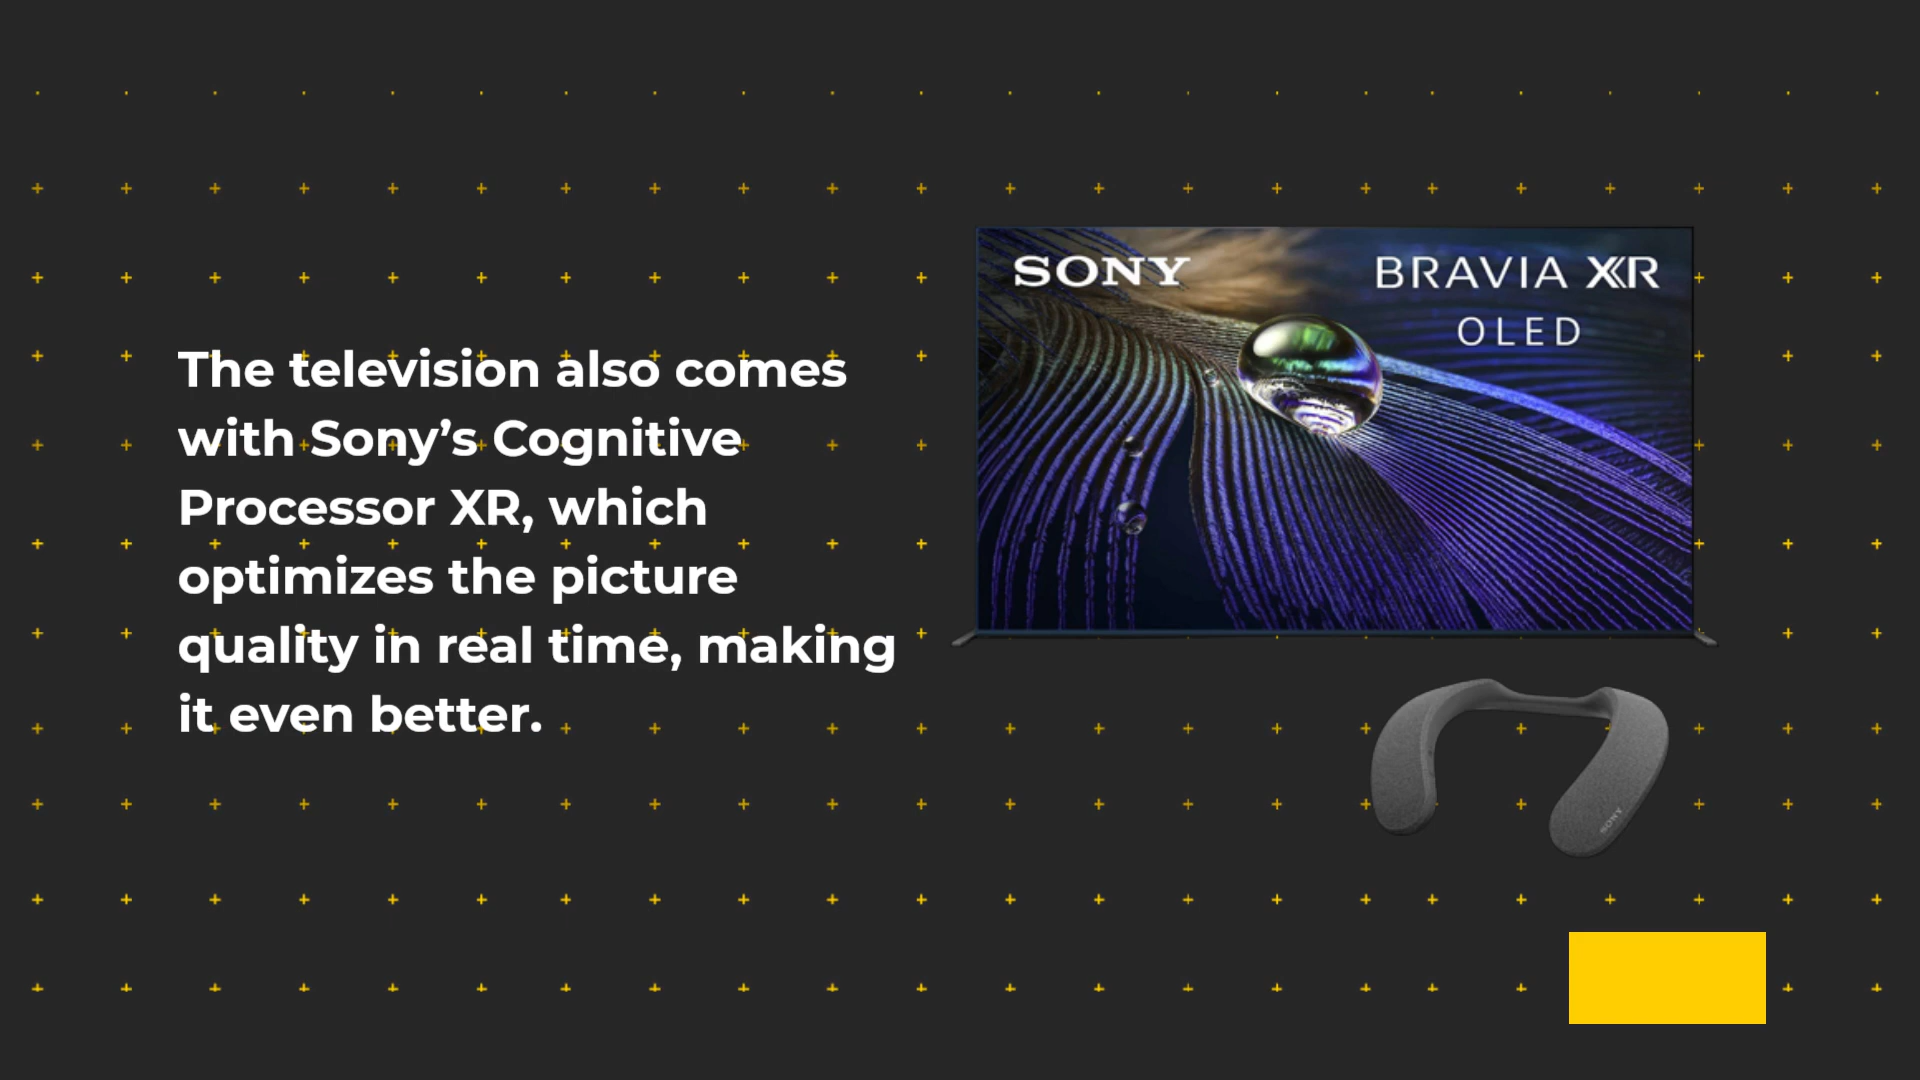 The television also comes
with Sony’s Cognitive
Processor XR, which
optimizes the picture
quality in real time, making
it even better.
SONY
BRAVIA XR
OLED
SONY